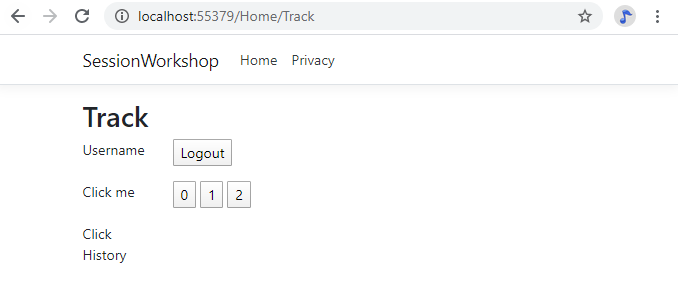 localhost:55379/Home/Track
SessionWorkshop Home Privacy
Track
Username Logout
Click me 0 1 2
Click
History